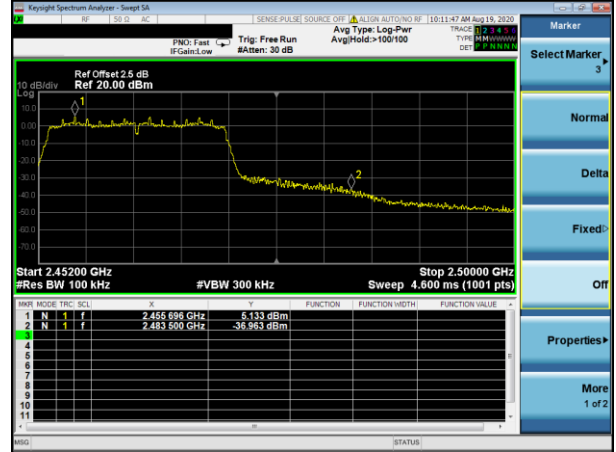 Keysight Spectrum Analyzer - Swept SA
RF 50 Ω AC SENSE:PULSE SOURCE OFF ALIGN AUTO/NO RF 10:11:47 AM Aug 19, 2020
PNO: Fast
IFGain:Low
Trig: Free Run
#Atten: 30 dB
Avg Type: Log-Pwr
Avg|Hold:>100/100
TRACE 1 2 3 4 5 6
TYPE M M W W W W
DET P P N N N N
Ref Offset 2.5 dB
Ref 20.00 dBm
10 dB/div
Log
10.0
0.00
-10.0
-20.0
-30.0
-40.0
-50.0
-60.0
-70.0
1
2
Start 2.45200 GHz
#Res BW 100 kHz
#VBW 300 kHz
Stop 2.50000 GHz
Sweep 4.600 ms (1001 pts)
MKR MODE TRC SCL X Y FUNCTION FUNCTION WIDTH FUNCTION VALUE
1 N 1 f 2.455 696 GHz 5.133 dBm
2 N 1 f 2.483 500 GHz -36.963 dBm
3
4
5
6
7
8
9
10
11
MSG STATUS
Marker
Select Marker
3
Normal
Delta
Fixed
Off
Properties
More
1 of 2